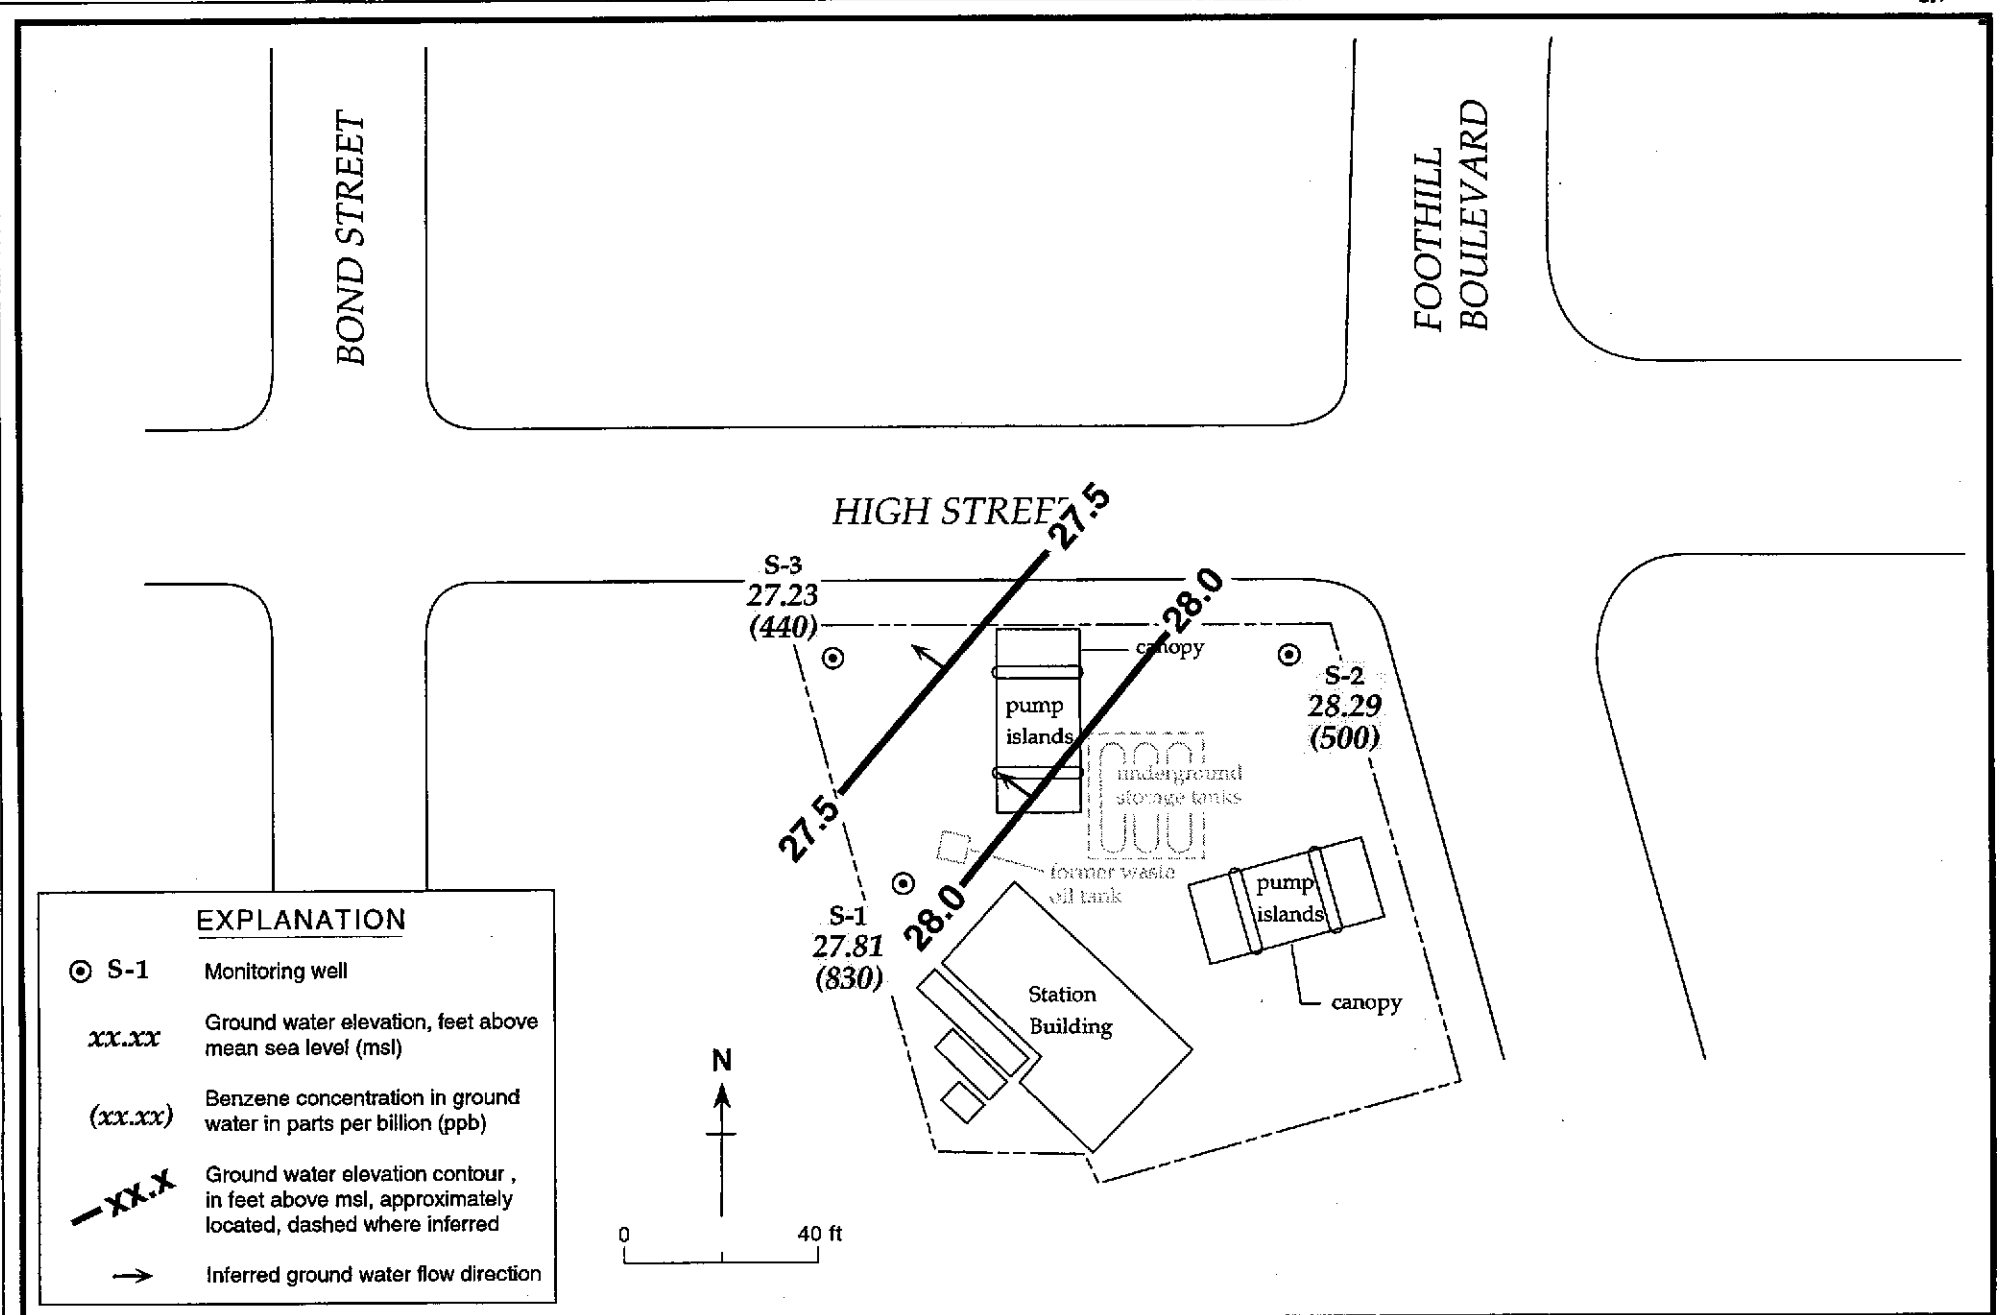 BOND STREET
FOOTHILL
BOULEVARD
HIGH STREET
27.5
28.0
S-3
27.23
(440)
canopy
pump
islands
S-2
28.29
(500)
underground
storage tanks
27.5
former waste
oil tank
28.0
S-1
27.81
(830)
pump
islands
canopy
Station
Building
EXPLANATION
S-1 Monitoring well
xx.xx Ground water elevation, feet above
mean sea level (msl)
(xx.xx) Benzene concentration in ground
water in parts per billion (ppb)
XX.X Ground water elevation contour ,
in feet above msl, approximately
located, dashed where inferred
Inferred ground water flow direction
N
0 40 ft